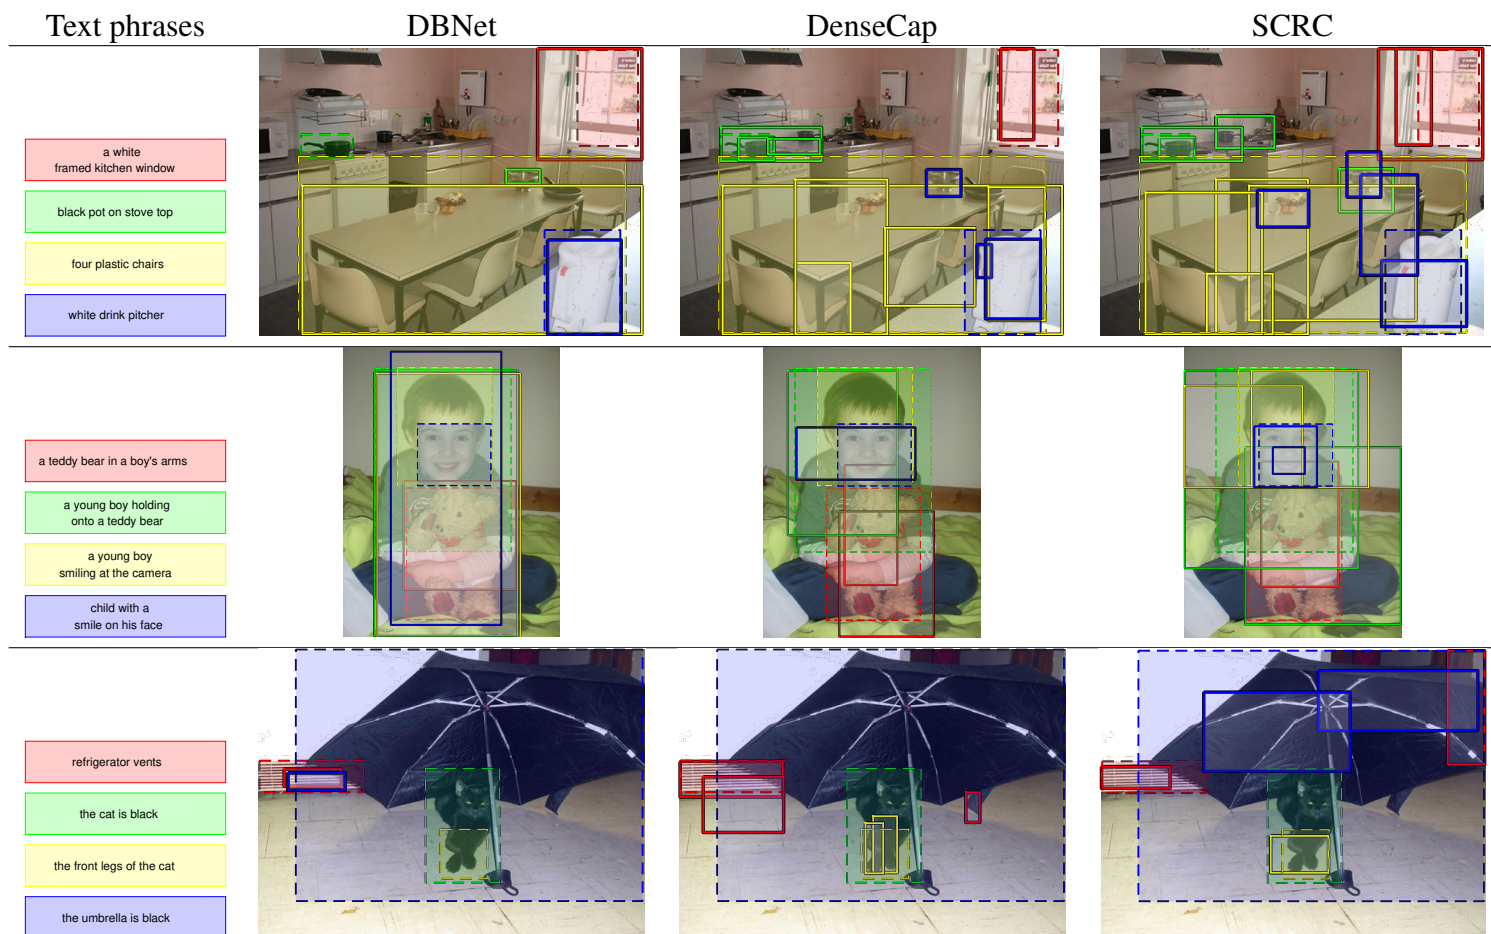 Text phrases
DBNet
DenseCap
SCRC
a white
framed kitchen window
black pot on stove top
four plastic chairs
white drink pitcher
a teddy bear in a boy's arms
a young boy holding
onto a teddy bear
a young boy
smiling at the camera
child with a
smile on his face
refrigerator vents
the cat is black
the front legs of the cat
the umbrella is black